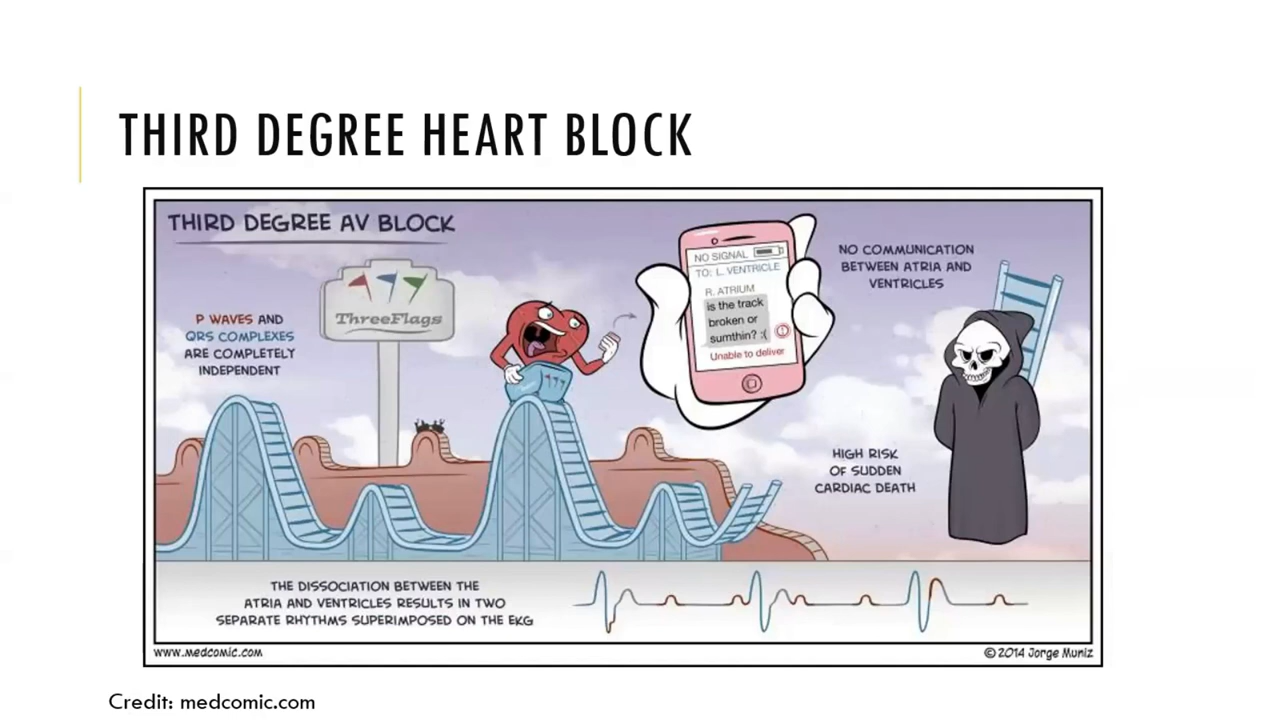 THIRD DEGREE HEART BLOCK
THIRD DEGREE AV BLOCK
ThreeFlags
P WAVES AND
QRS COMPLEXES
ARE COMPLETELY
INDEPENDENT
NO SIGNAL
TO: L. VENTRICLE
R. ATRIUM
is the track
broken or
sumthin? :(
Unable to deliver
NO COMMUNICATION
BETWEEN ATRIA AND
VENTRICLES
HIGH RISK
OF SUDDEN
CARDIAC DEATH
THE DISSOCIATION BETWEEN THE
ATRIA AND VENTRICLES RESULTS IN TWO
SEPARATE RHYTHMS SUPERIMPOSED ON THE EKG
www.medcomic.com
© 2014 Jorge Muniz
Credit: medcomic.com